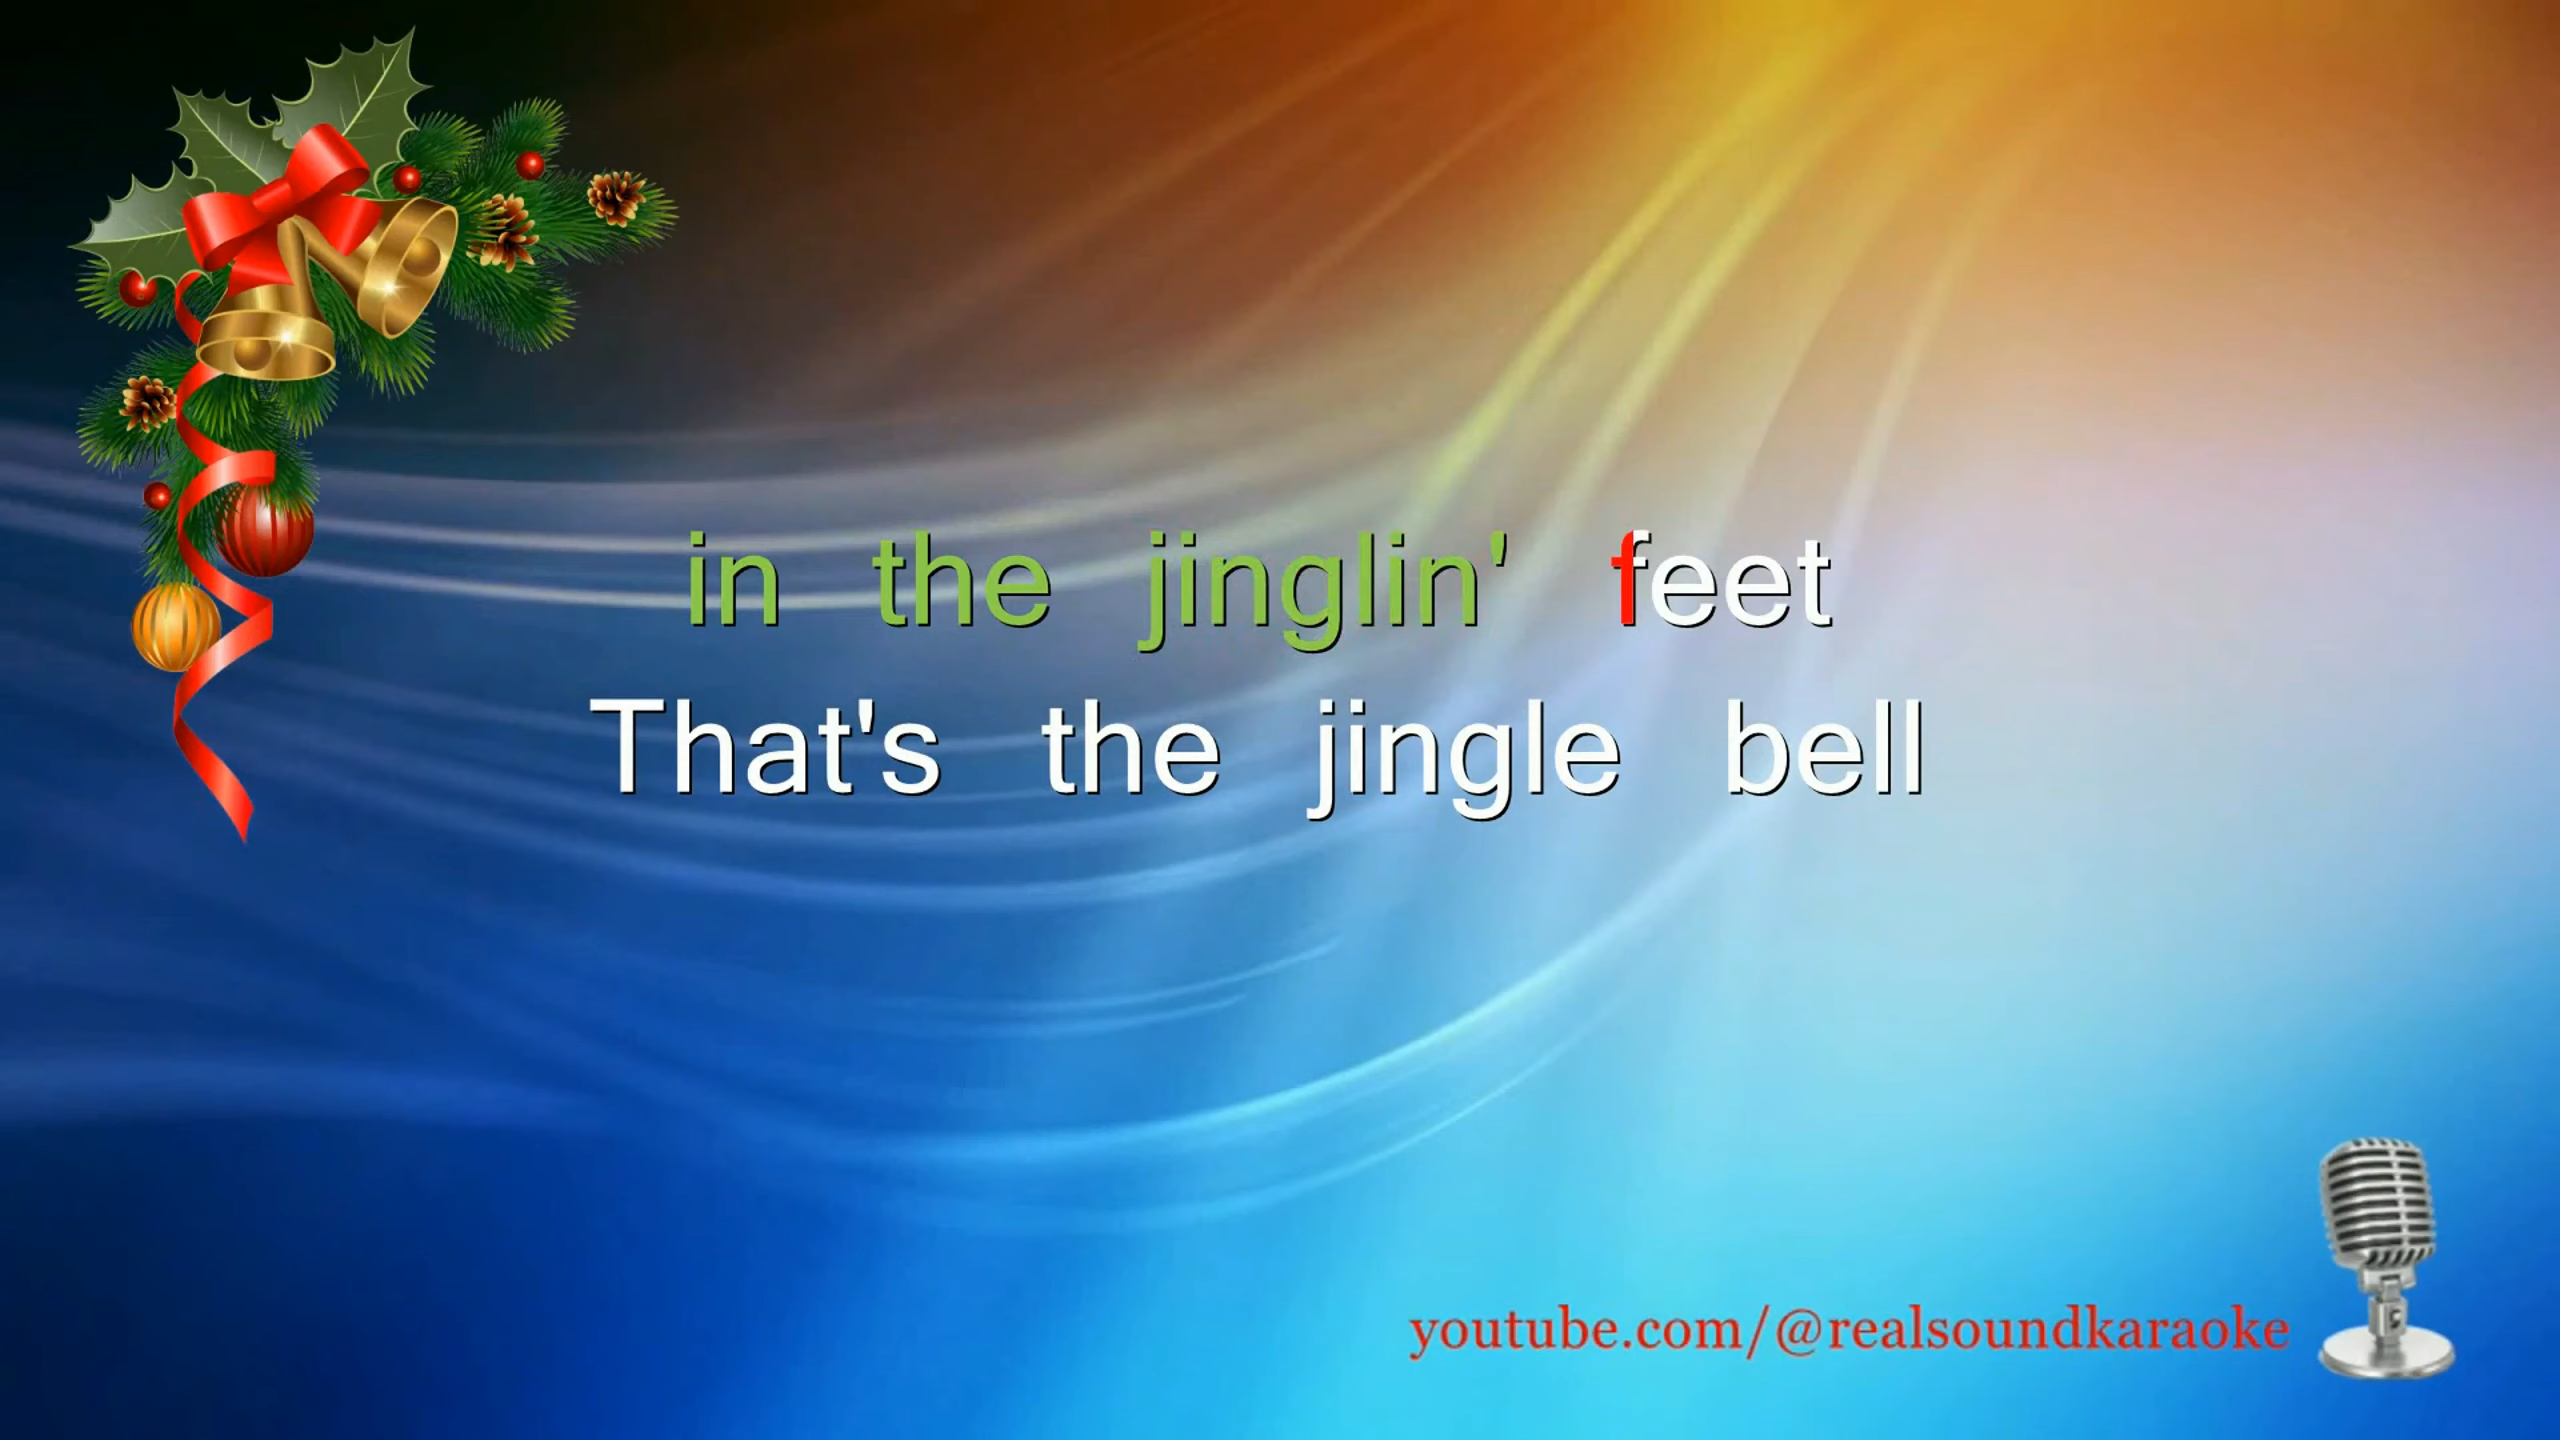 in the jinglin' feet
That's the jingle bell
youtube.com/@realsoundkaraoke